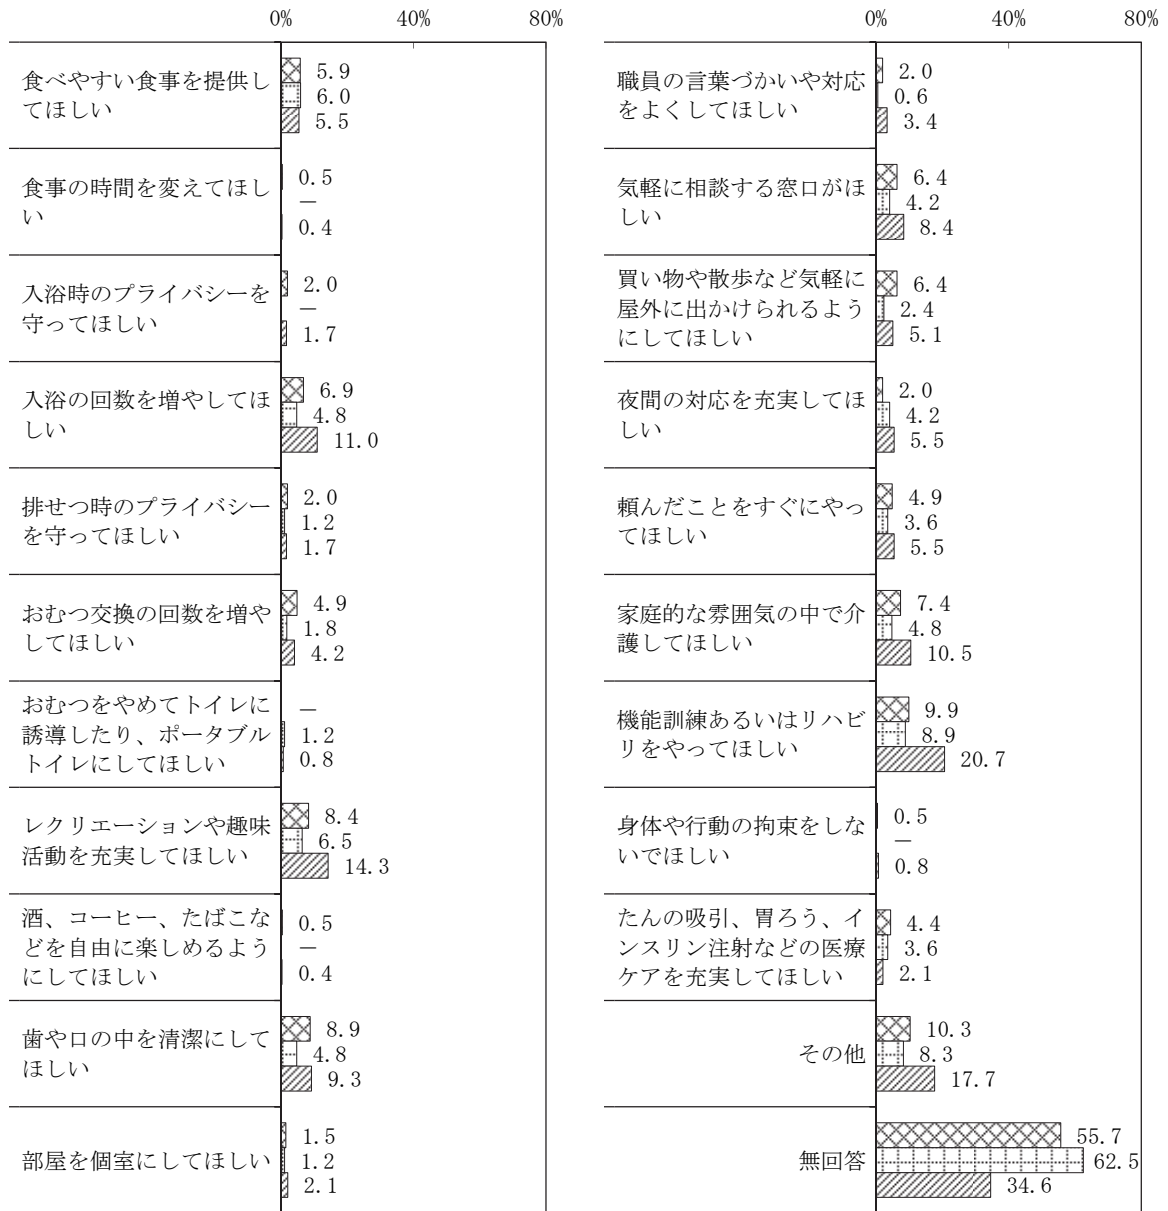 0% 40% 80%
食べやすい食事を提供し
てほしい
5.9
6.0
5.5
食事の時間を変えてほし
い
0.5
－
0.4
入浴時のプライバシーを
守ってほしい
2.0
－
1.7
入浴の回数を増やしてほ
しい
6.9
4.8
11.0
排せつ時のプライバシー
を守ってほしい
2.0
1.2
1.7
おむつ交換の回数を増や
してほしい
4.9
1.8
4.2
おむつをやめてトイレに
誘導したり、ポータブル
トイレにしてほしい
－
1.2
0.8
レクリエーションや趣味
活動を充実してほしい
8.4
6.5
14.3
酒、コーヒー、たばこな
どを自由に楽しめるよう
にしてほしい
0.5
－
0.4
歯や口の中を清潔にして
ほしい
8.9
4.8
9.3
部屋を個室にしてほしい
1.5
1.2
2.1
0% 40% 80%
職員の言葉づかいや対応
をよくしてほしい
2.0
0.6
3.4
気軽に相談する窓口がほ
しい
6.4
4.2
8.4
買い物や散歩など気軽に
屋外に出かけられるよう
にしてほしい
6.4
2.4
5.1
夜間の対応を充実してほ
しい
2.0
4.2
5.5
頼んだことをすぐにやっ
てほしい
4.9
3.6
5.5
家庭的な雰囲気の中で介
護してほしい
7.4
4.8
10.5
機能訓練あるいはリハビ
リをやってほしい
9.9
8.9
20.7
身体や行動の拘束をしな
いでほしい
0.5
－
0.8
たんの吸引、胃ろう、イ
ンスリン注射などの医療
ケアを充実してほしい
4.4
3.6
2.1
その他
10.3
8.3
17.7
無回答
55.7
62.5
34.6